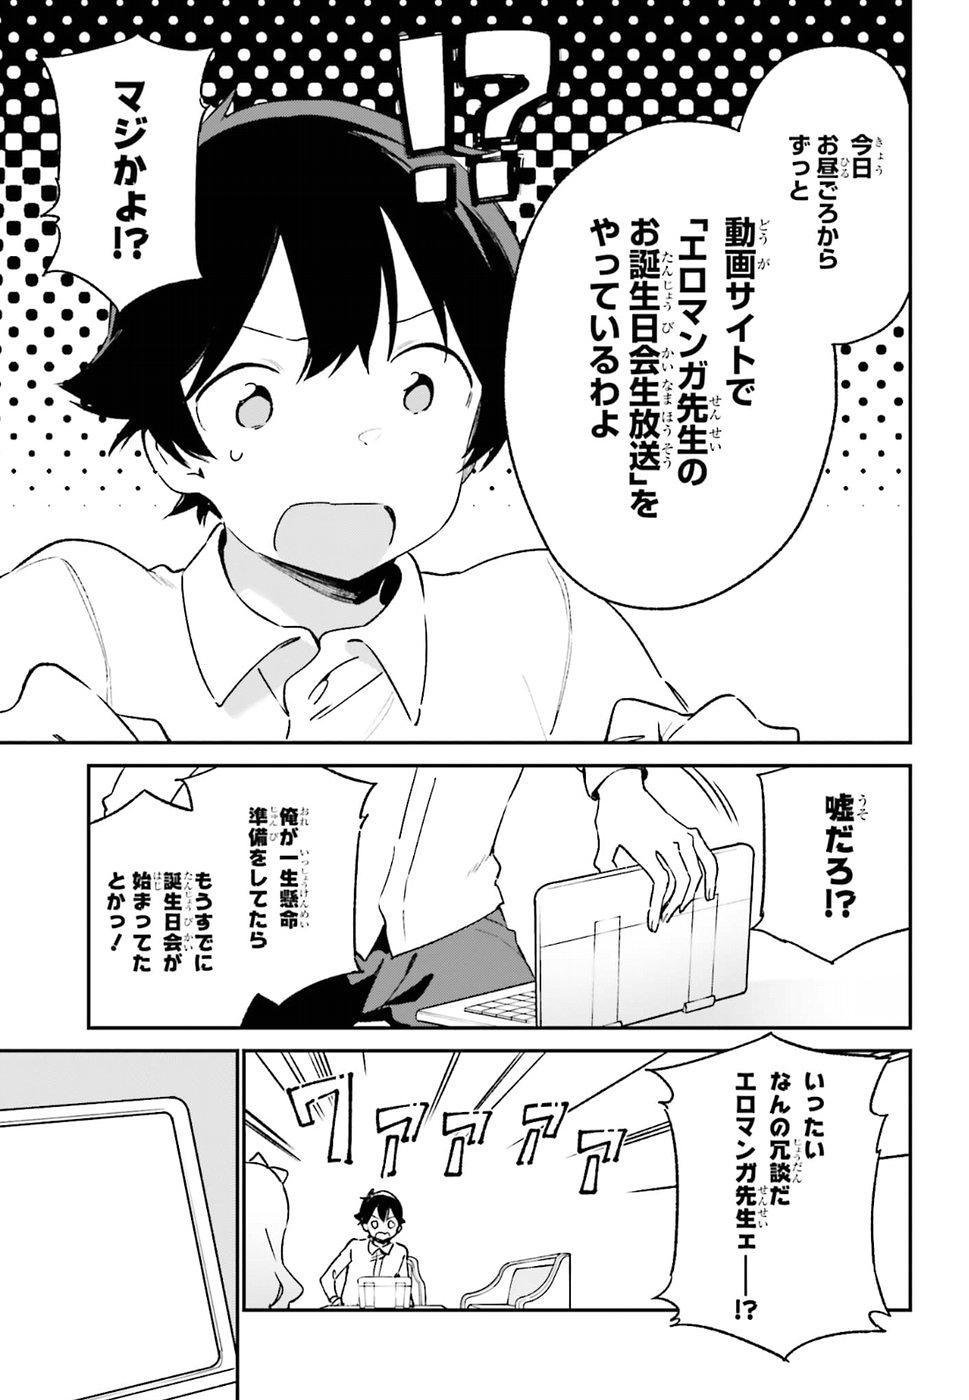 今日
お昼ごろから
ずっと
動画サイトで
「エロマンガ先生の
お誕生日会生放送」を
やっているわよ
!?
マジかよ!?
嘘だろ!?
俺が一生懸命
準備をしてたら
もうすでに
誕生日会が
始まってた
とかっ!
いったい
なんの冗談だ
エロマンガ先生ェ――!?
ワァァァァ